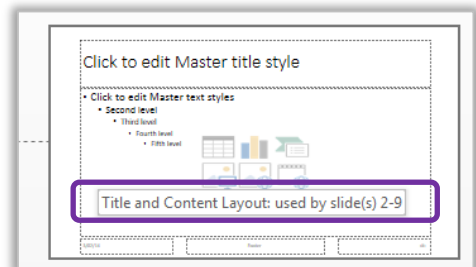 Click to edit Master title style
• Click to edit Master text styles
• Second level
• Third level
• Fourth level
• Fifth level
Title and Content Layout: used by slide(s) 2-9
Footer